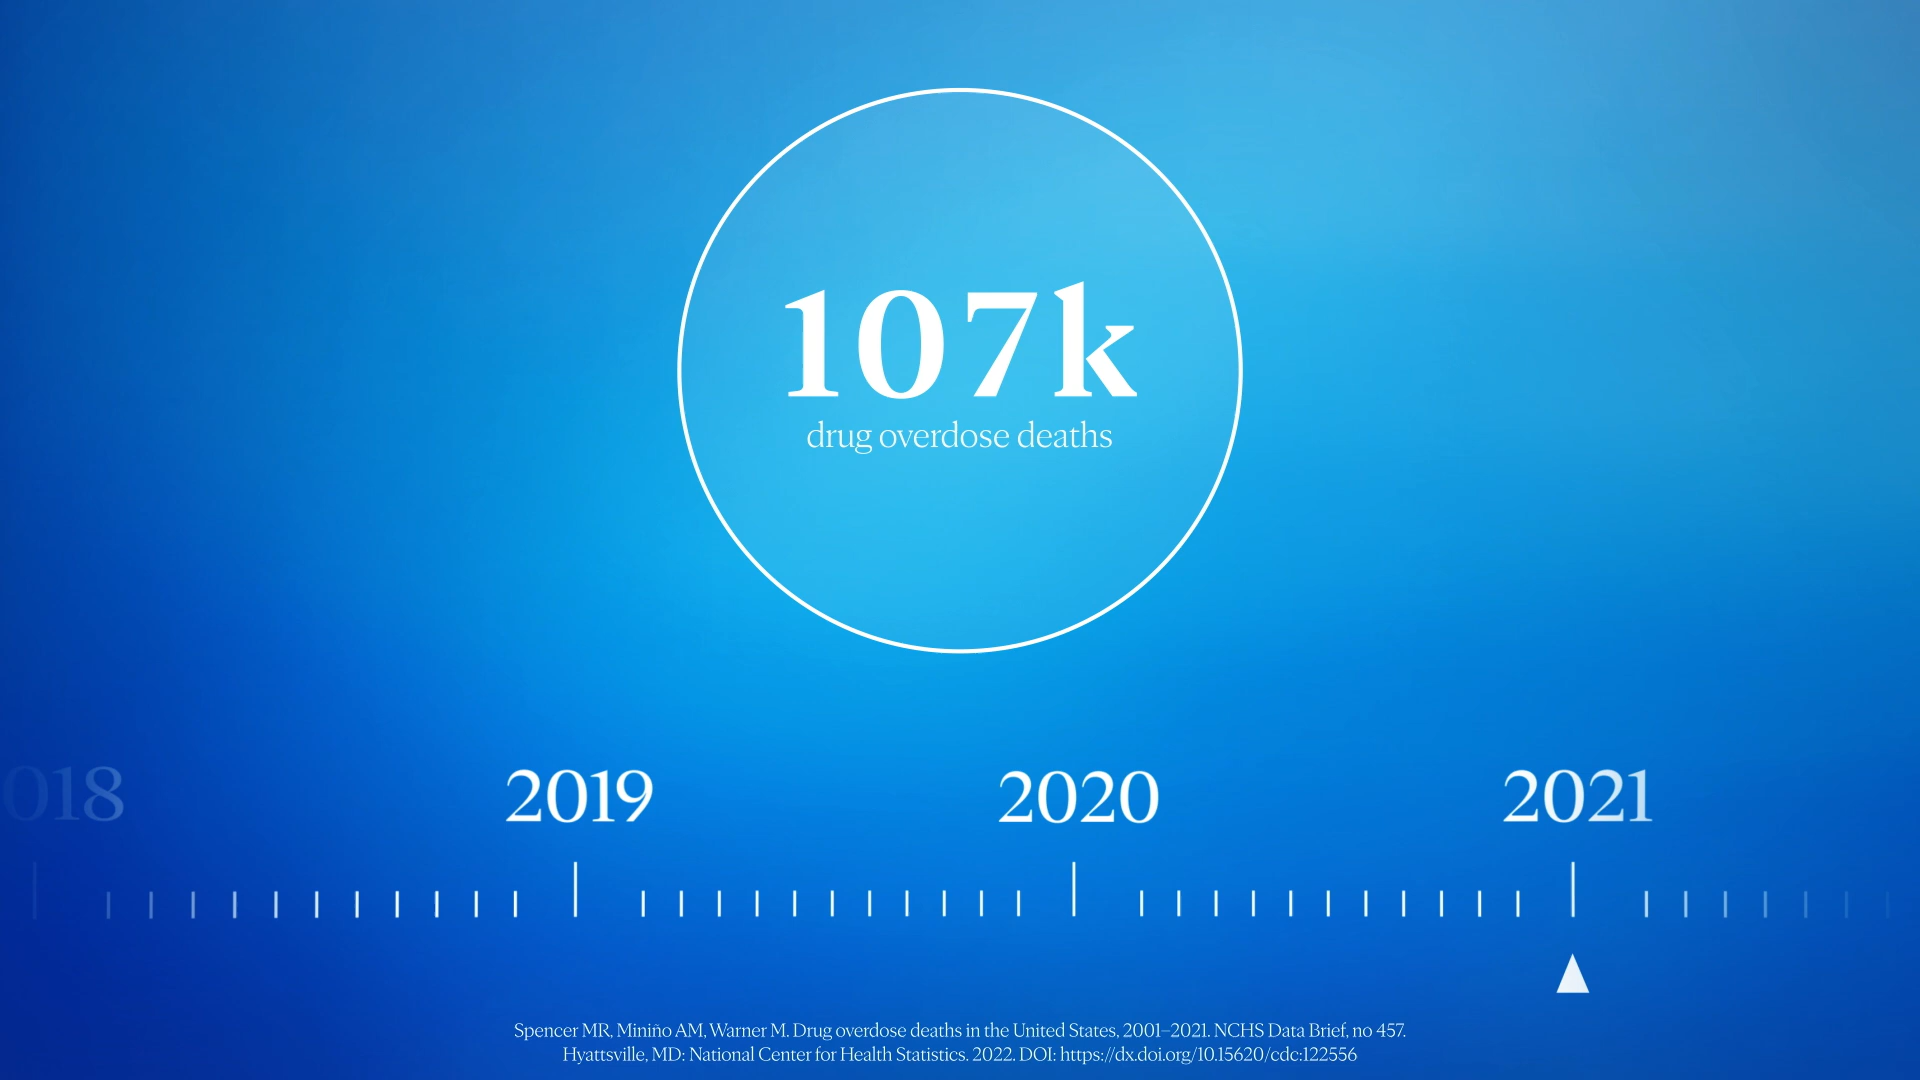 107k
drug overdose deaths
018 2019 2020 2021
Spencer MR, Miniño AM, Warner M. Drug overdose deaths in the United States, 2001–2021. NCHS Data Brief, no 457.
Hyattsville, MD: National Center for Health Statistics. 2022. DOI: https://dx.doi.org/10.15620/cdc:122556